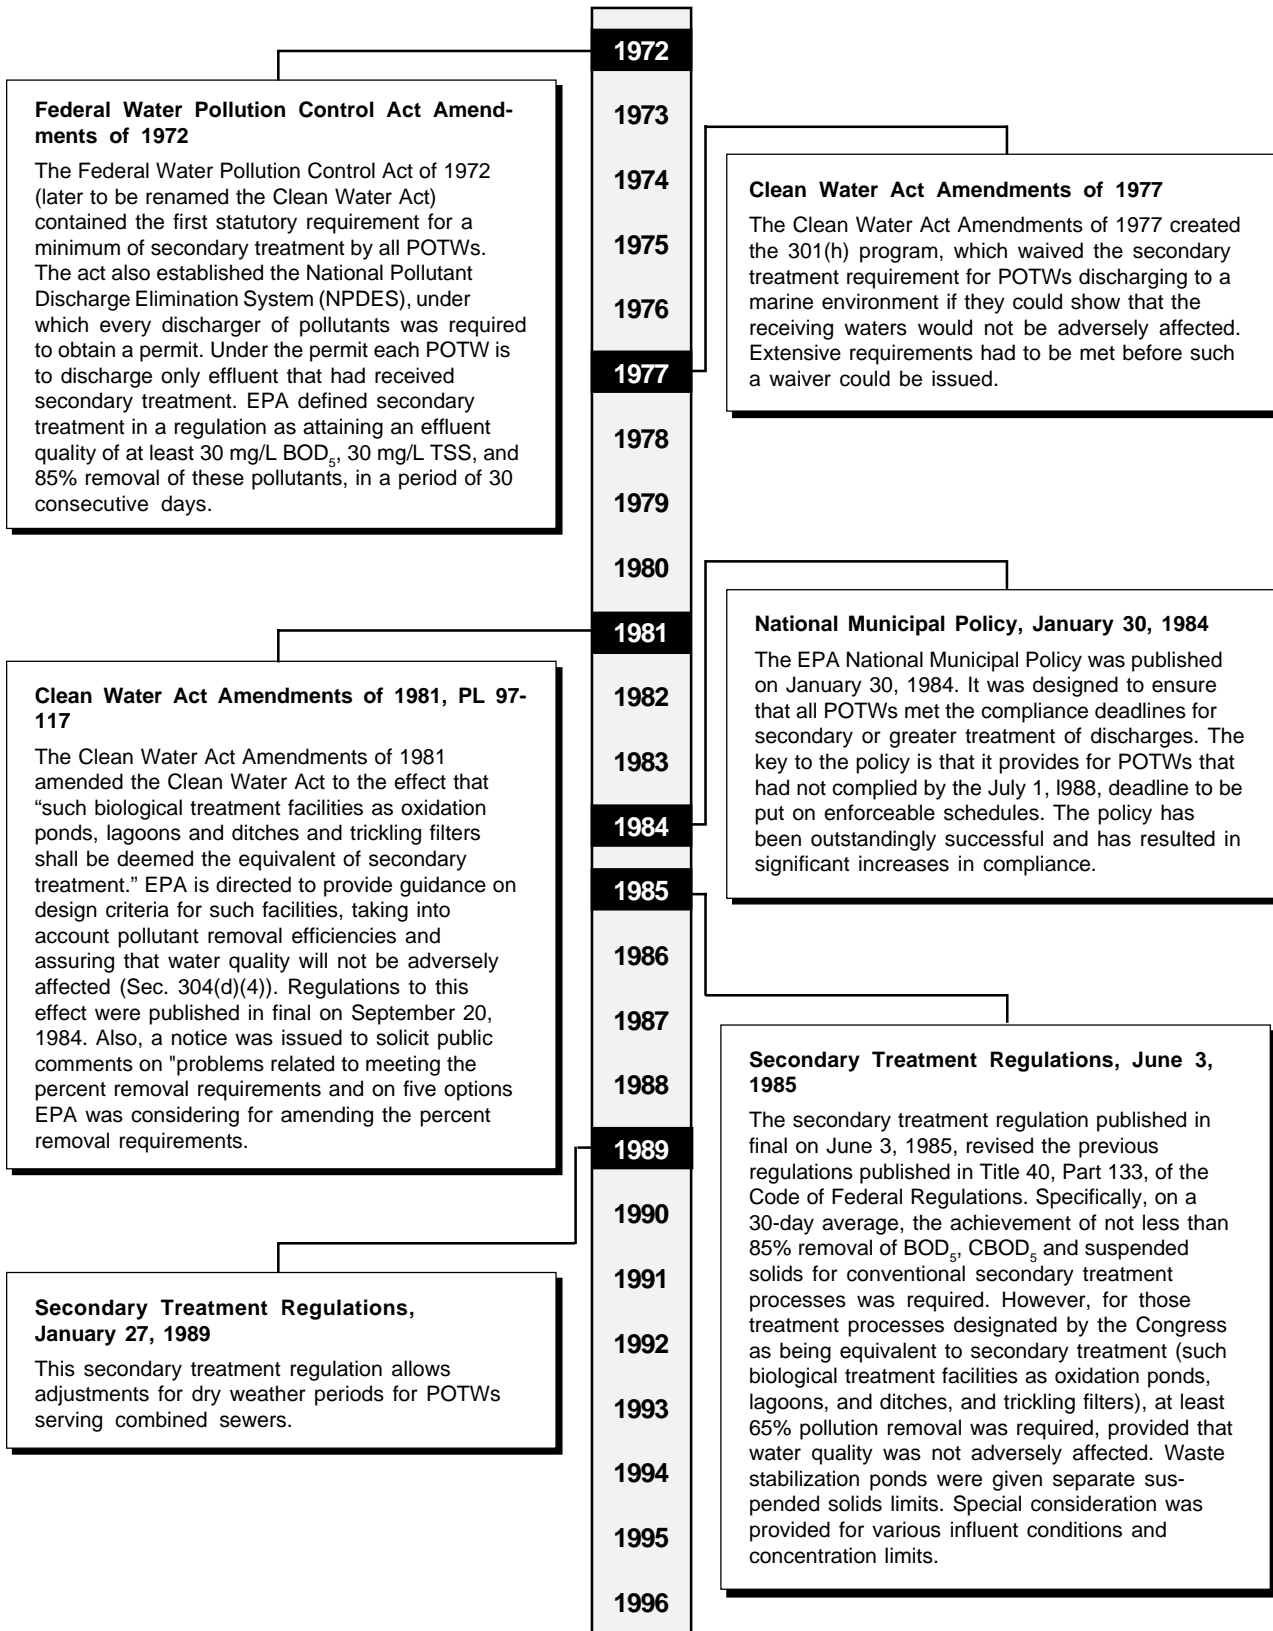 1972
1973
1974
1975
1976
1977
1978
1979
1980
1981
1982
1983
1984
1985
1986
1987
1988
1989
1990
1991
1992
1993
1994
1995
1996
Federal Water Pollution Control Act Amend-
ments of 1972
The Federal Water Pollution Control Act of 1972
(later to be renamed the Clean Water Act)
contained the first statutory requirement for a
minimum of secondary treatment by all POTWs.
The act also established the National Pollutant
Discharge Elimination System (NPDES), under
which every discharger of pollutants was required
to obtain a permit. Under the permit each POTW is
to discharge only effluent that had received
secondary treatment. EPA defined secondary
treatment in a regulation as attaining an effluent
quality of at least 30 mg/L BOD₅, 30 mg/L TSS, and
85% removal of these pollutants, in a period of 30
consecutive days.
Clean Water Act Amendments of 1977
The Clean Water Act Amendments of 1977 created
the 301(h) program, which waived the secondary
treatment requirement for POTWs discharging to a
marine environment if they could show that the
receiving waters would not be adversely affected.
Extensive requirements had to be met before such
a waiver could be issued.
Clean Water Act Amendments of 1981, PL 97-
117
The Clean Water Act Amendments of 1981
amended the Clean Water Act to the effect that
“such biological treatment facilities as oxidation
ponds, lagoons and ditches and trickling filters
shall be deemed the equivalent of secondary
treatment.” EPA is directed to provide guidance on
design criteria for such facilities, taking into
account pollutant removal efficiencies and
assuring that water quality will not be adversely
affected (Sec. 304(d)(4)). Regulations to this
effect were published in final on September 20,
1984. Also, a notice was issued to solicit public
comments on "problems related to meeting the
percent removal requirements and on five options
EPA was considering for amending the percent
removal requirements.
National Municipal Policy, January 30, 1984
The EPA National Municipal Policy was published
on January 30, 1984. It was designed to ensure
that all POTWs met the compliance deadlines for
secondary or greater treatment of discharges. The
key to the policy is that it provides for POTWs that
had not complied by the July 1, l988, deadline to be
put on enforceable schedules. The policy has
been outstandingly successful and has resulted in
significant increases in compliance.
Secondary Treatment Regulations, June 3,
1985
The secondary treatment regulation published in
final on June 3, 1985, revised the previous
regulations published in Title 40, Part 133, of the
Code of Federal Regulations. Specifically, on a
30-day average, the achievement of not less than
85% removal of BOD₅, CBOD₅ and suspended
solids for conventional secondary treatment
processes was required. However, for those
treatment processes designated by the Congress
as being equivalent to secondary treatment (such
biological treatment facilities as oxidation ponds,
lagoons, and ditches, and trickling filters), at least
65% pollution removal was required, provided that
water quality was not adversely affected. Waste
stabilization ponds were given separate sus-
pended solids limits. Special consideration was
provided for various influent conditions and
concentration limits.
Secondary Treatment Regulations,
January 27, 1989
This secondary treatment regulation allows
adjustments for dry weather periods for POTWs
serving combined sewers.